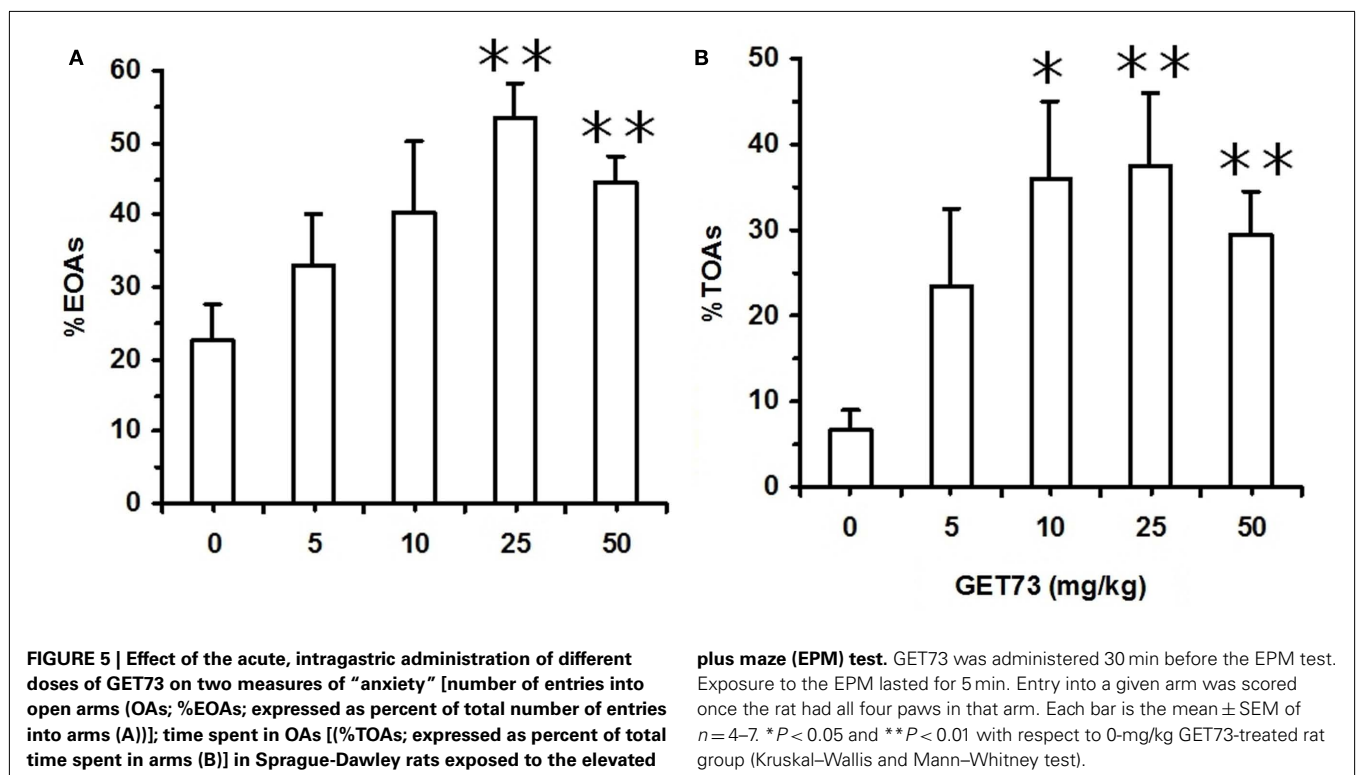 A
60
50
40
30
20
10
0
%EOAs
** **
0 5 10 25 50
B
50
40
30
20
10
0
%TOAs
* ** **
0 5 10 25 50
GET73 (mg/kg)
FIGURE 5 | Effect of the acute, intragastric administration of different
doses of GET73 on two measures of “anxiety” [number of entries into
open arms (OAs; %EOAs; expressed as percent of total number of entries
into arms (A))]; time spent in OAs [(%TOAs; expressed as percent of total
time spent in arms (B)] in Sprague-Dawley rats exposed to the elevated
plus maze (EPM) test. GET73 was administered 30 min before the EPM test.
Exposure to the EPM lasted for 5 min. Entry into a given arm was scored
once the rat had all four paws in that arm. Each bar is the mean ± SEM of
n = 4–7. *P < 0.05 and **P < 0.01 with respect to 0-mg/kg GET73-treated rat
group (Kruskal–Wallis and Mann–Whitney test).